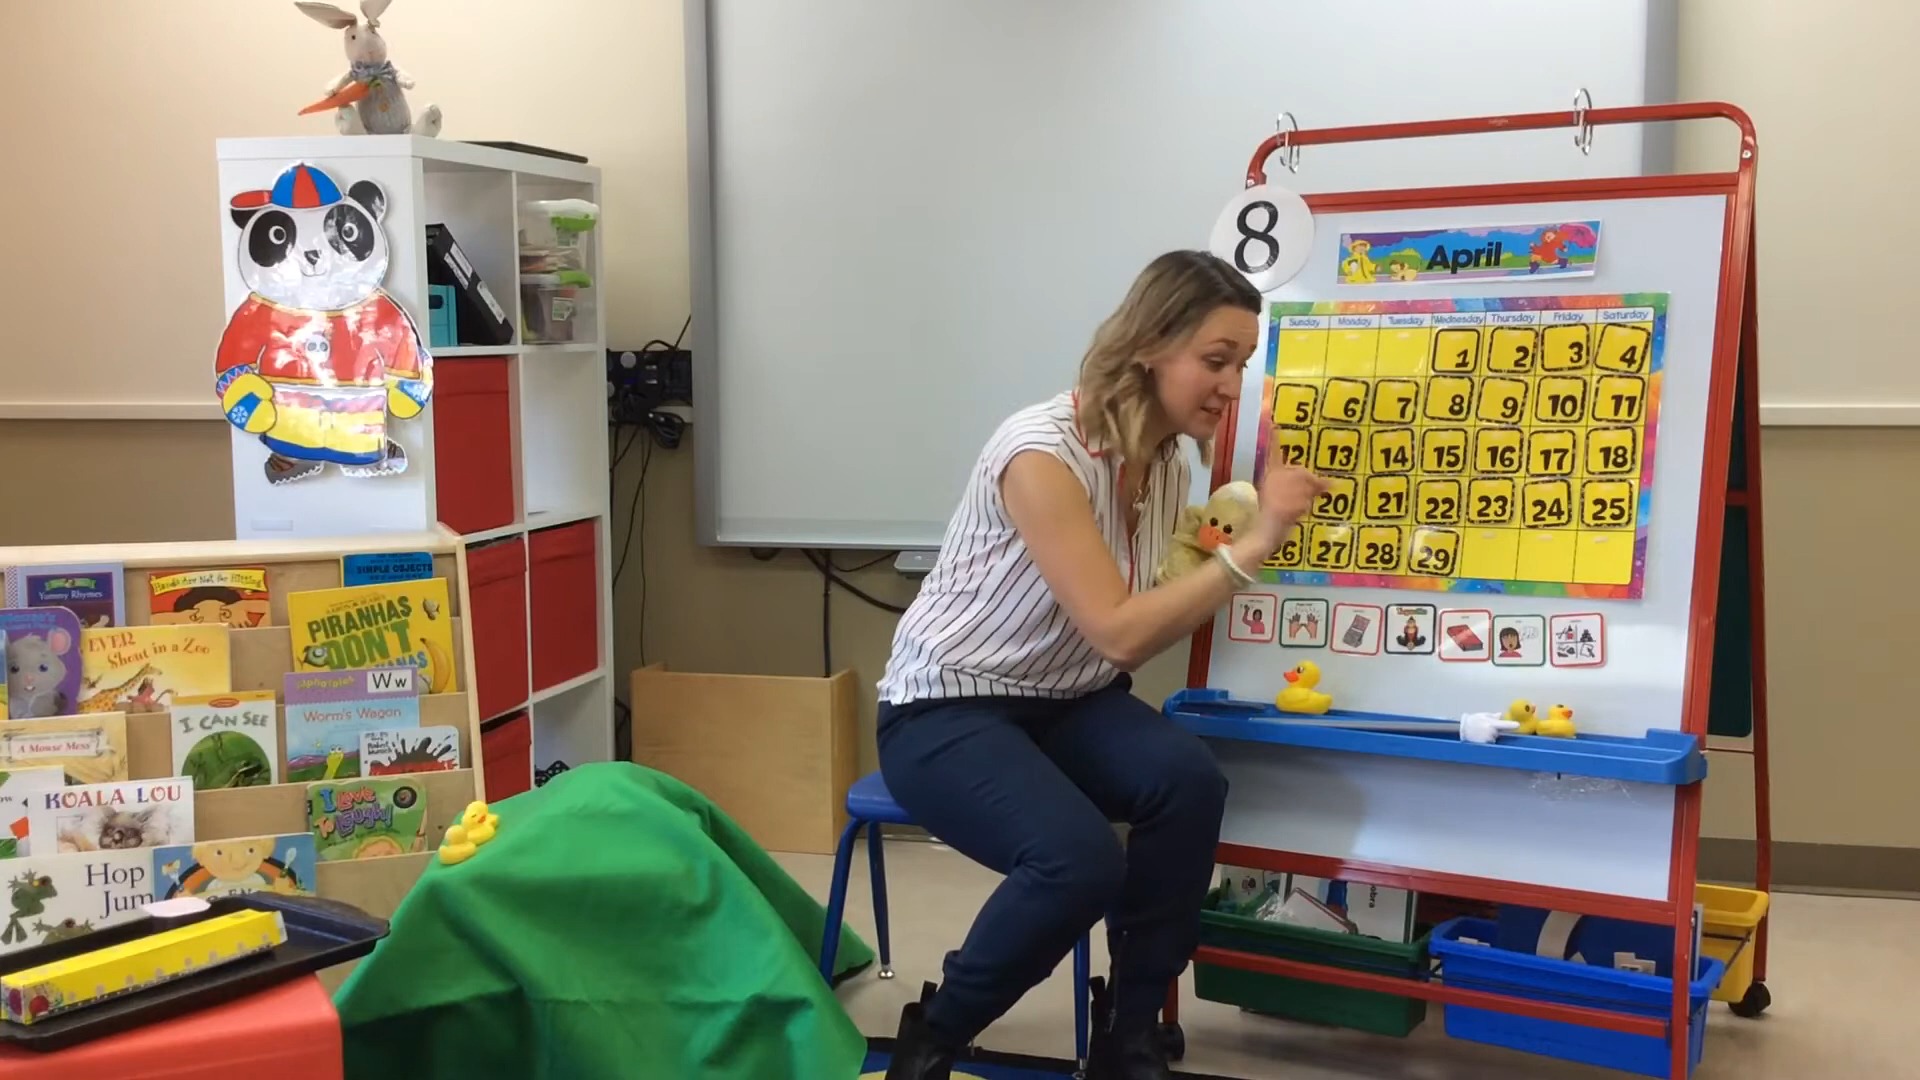 8
April
Sunday Monday Tuesday Wednesday Thursday Friday Saturday
1 2 3 4
5 6 7 8 9 10 11
12 13 14 15 16 17 18
20 21 22 23 24 25
26 27 28 29
Yummy Rhymes
Hands Are Not for Hitting
SIMPLE OBJECTS
PIRANHAS
DON'T
EVER
Shout in a Zoo
W w
Worm's Wagon
I CAN SEE
A Mouse Mess
KOALA LOU
I Love
To Laugh!
Hop
Jum